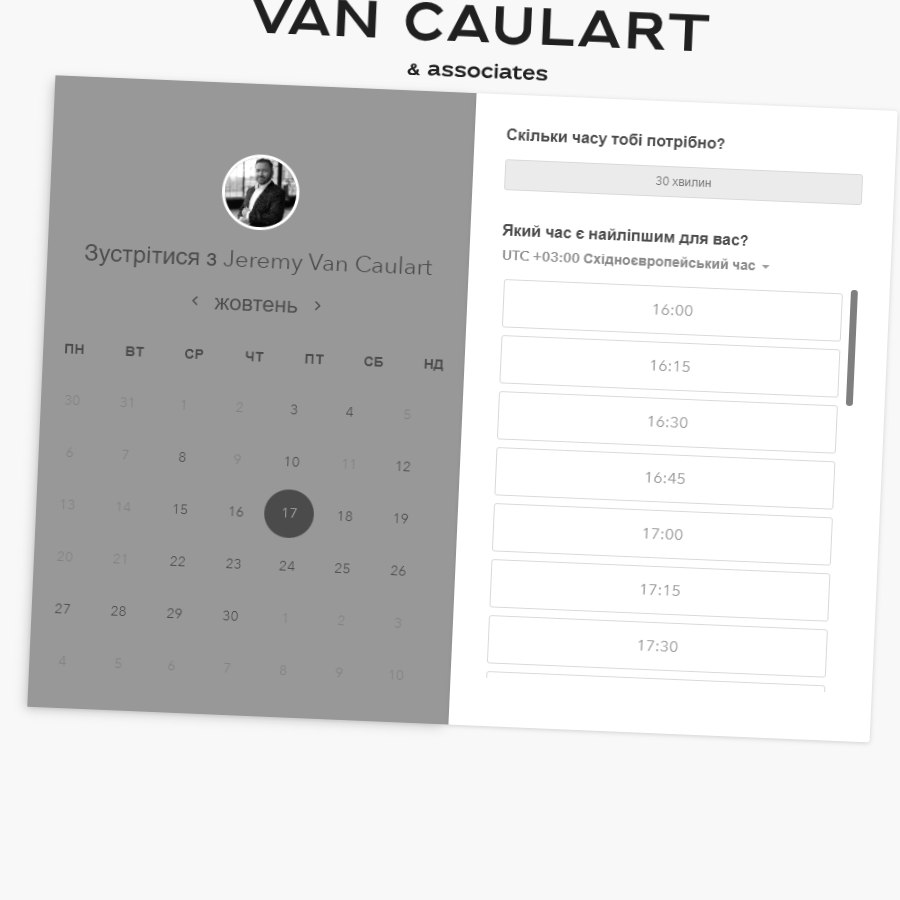 VAN CAULART
& associates
Зустрітися з Jeremy Van Caulart
жовтень
ПН ВТ СР ЧТ ПТ СБ НД
30 31 1 2 3 4 5
6 7 8 9 10 11 12
13 14 15 16 17 18 19
20 21 22 23 24 25 26
27 28 29 30 1 2 3
4 5 6 7 8 9 10
Скільки часу тобі потрібно?
30 хвилин
Який час є найліпшим для вас?
UTC +03:00 Східноєвропейський час
16:00
16:15
16:30
16:45
17:00
17:15
17:30